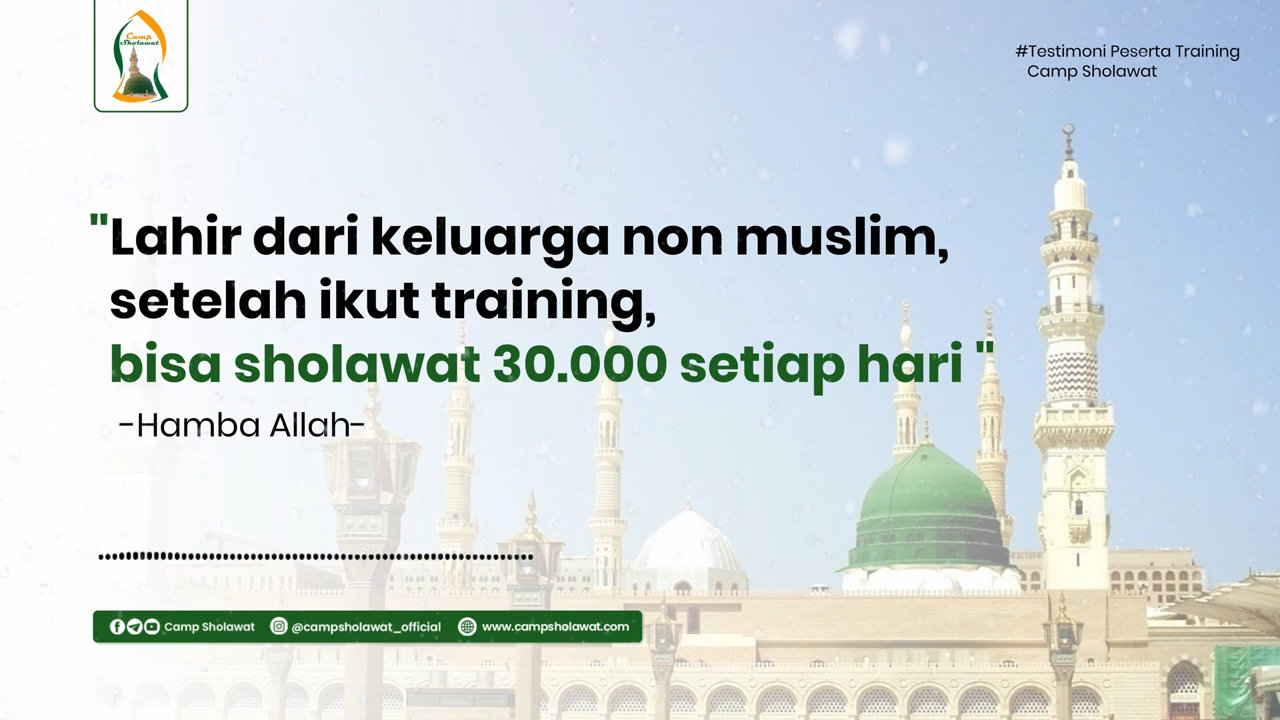 Camp
Sholawat
#Testimoni Peserta Training
Camp Sholawat
"Lahir dari keluarga non muslim,
setelah ikut training,
bisa sholawat 30.000 setiap hari "
-Hamba Allah-
Camp Sholawat @campsholawat_official www.campsholawat.com